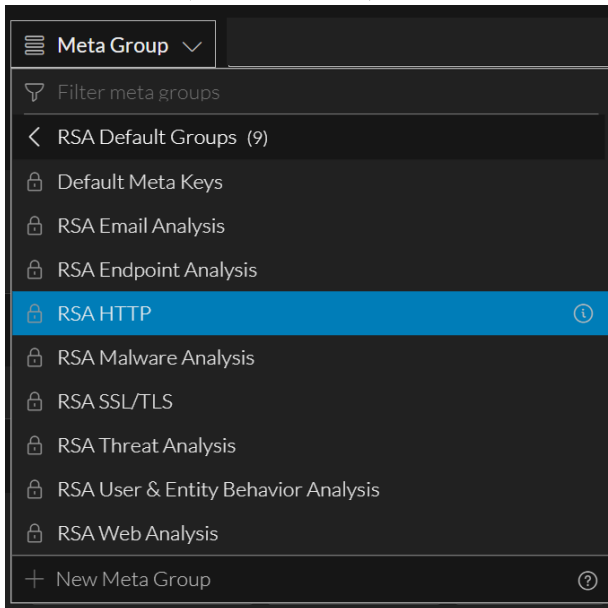 Meta Group
Filter meta groups
RSA Default Groups (9)
Default Meta Keys
RSA Email Analysis
RSA Endpoint Analysis
RSA HTTP
RSA Malware Analysis
RSA SSL/TLS
RSA Threat Analysis
RSA User & Entity Behavior Analysis
RSA Web Analysis
New Meta Group